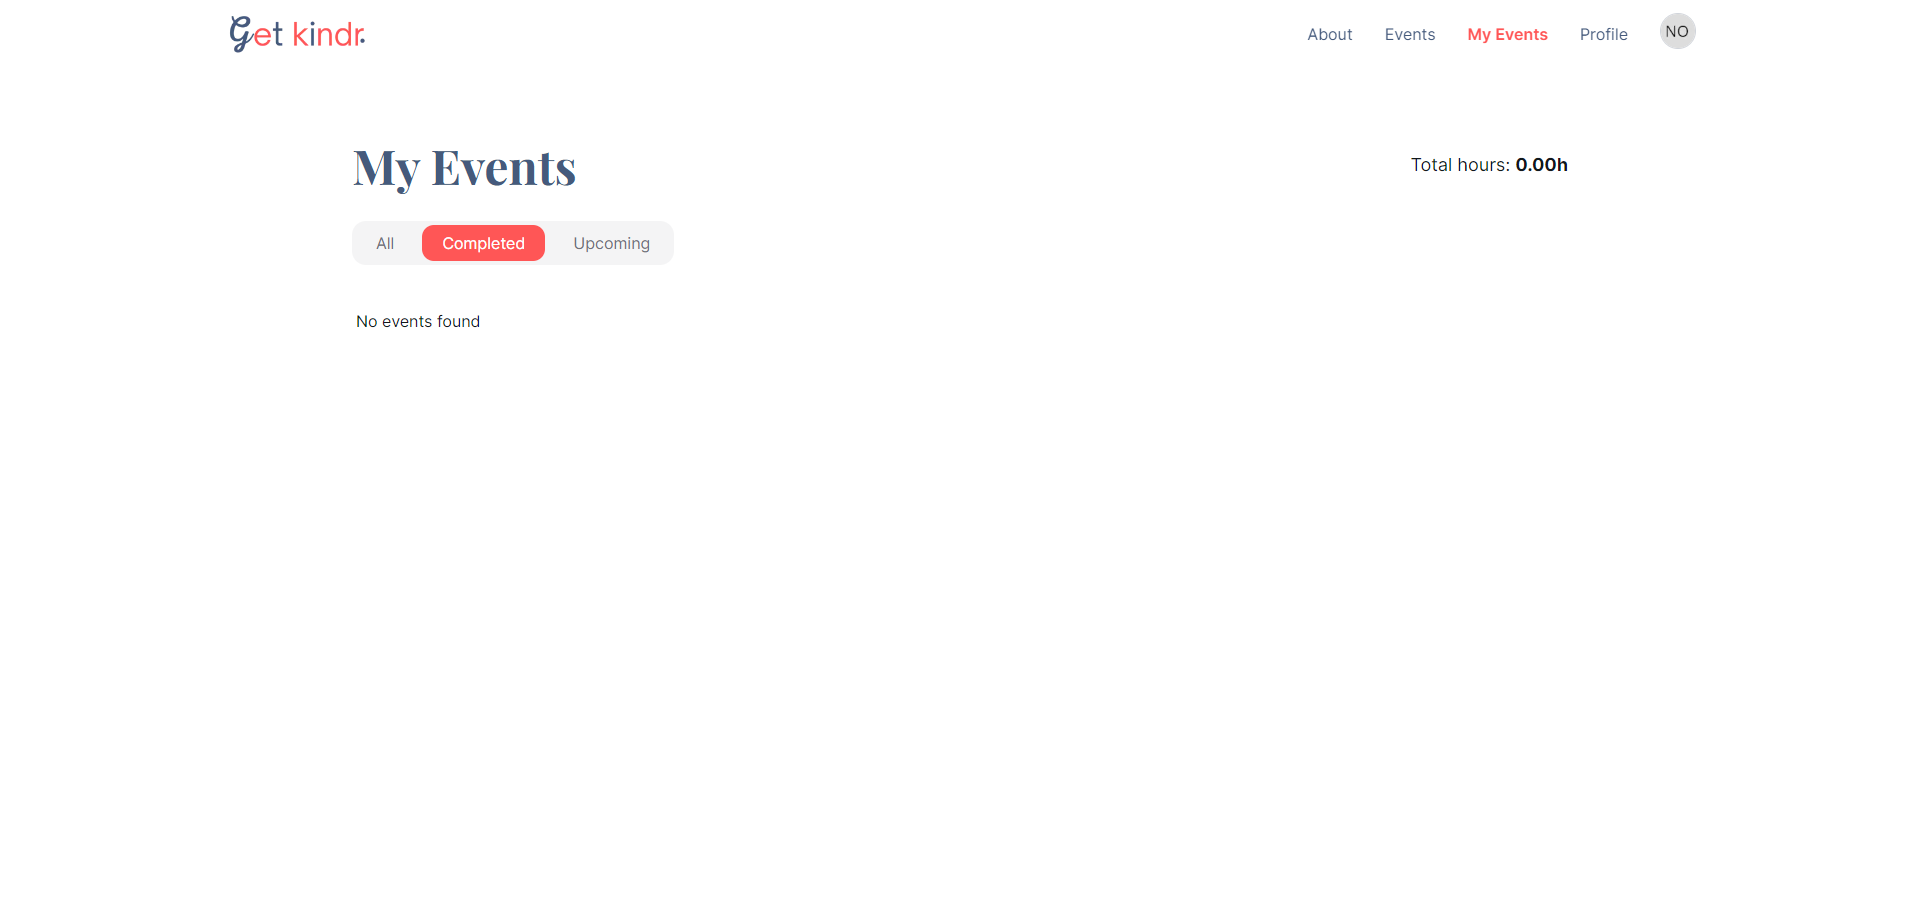 Get kindr.
About Events My Events Profile NO
My Events
Total hours: 0.00h
All Completed Upcoming
No events found